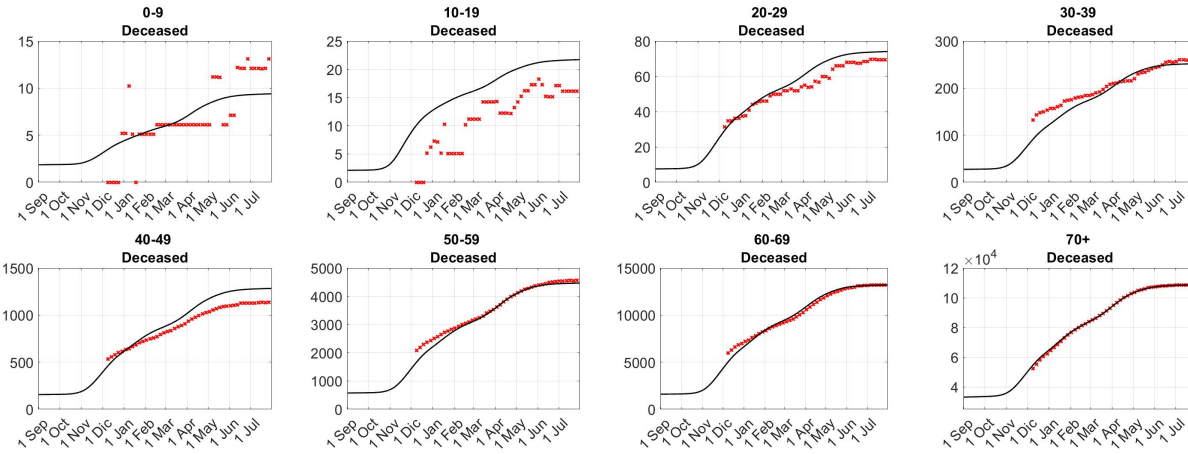 0-9
Deceased
15
10
5
0
1 Sep
1 Oct
1 Nov
1 Dic
1 Jan
1 Feb
1 Mar
1 Apr
1 May
1 Jun
1 Jul
10-19
Deceased
25
20
15
10
5
0
1 Sep
1 Oct
1 Nov
1 Dic
1 Jan
1 Feb
1 Mar
1 Apr
1 May
1 Jun
1 Jul
20-29
Deceased
80
60
40
20
0
1 Sep
1 Oct
1 Nov
1 Dic
1 Jan
1 Feb
1 Mar
1 Apr
1 May
1 Jun
1 Jul
30-39
Deceased
300
200
100
0
1 Sep
1 Oct
1 Nov
1 Dic
1 Jan
1 Feb
1 Mar
1 Apr
1 May
1 Jun
1 Jul
40-49
Deceased
1500
1000
500
0
1 Sep
1 Oct
1 Nov
1 Dic
1 Jan
1 Feb
1 Mar
1 Apr
1 May
1 Jun
1 Jul
50-59
Deceased
5000
4000
3000
2000
1000
0
1 Sep
1 Oct
1 Nov
1 Dic
1 Jan
1 Feb
1 Mar
1 Apr
1 May
1 Jun
1 Jul
60-69
Deceased
15000
10000
5000
0
1 Sep
1 Oct
1 Nov
1 Dic
1 Jan
1 Feb
1 Mar
1 Apr
1 May
1 Jun
1 Jul
70+
Deceased
×10⁴
12
10
8
6
4
1 Sep
1 Oct
1 Nov
1 Dic
1 Jan
1 Feb
1 Mar
1 Apr
1 May
1 Jun
1 Jul